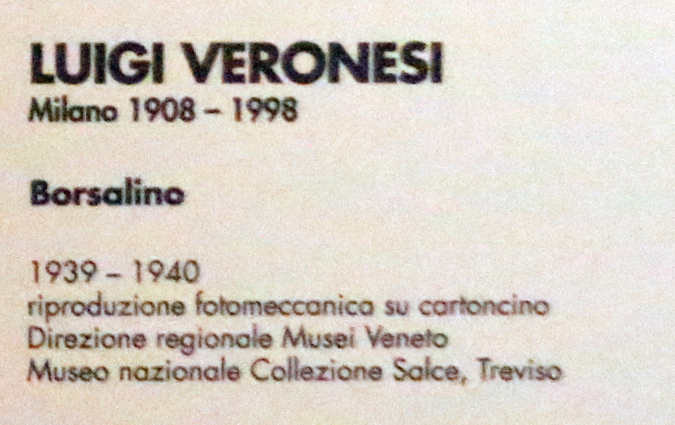 LUIGI VERONESI
Milano 1908 – 1998
Borsalino
1939 – 1940
riproduzione fotomeccanica su cartoncino
Direzione regionale Musei Veneto
Museo nazionale Collezione Salce, Treviso